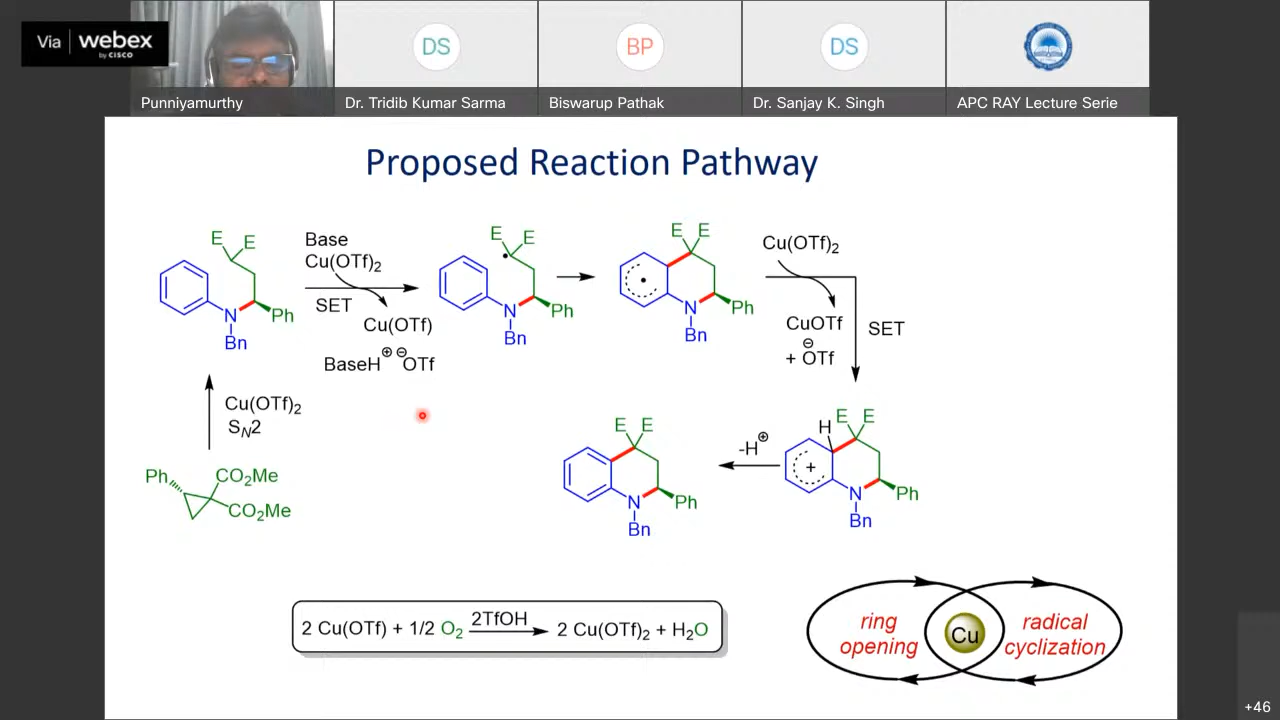 Via webex
by CISCO
DS
BP
DS
Punniyamurthy
Dr. Tridib Kumar Sarma
Biswarup Pathak
Dr. Sanjay K. Singh
APC RAY Lecture Serie
Proposed Reaction Pathway
E E
N
Ph
Bn
Base
Cu(OTf)2
SET
Cu(OTf)
BaseH⊕ ⊖OTf
E E
N
Ph
Bn
E E
N
Ph
Bn
Cu(OTf)2
CuOTf
⊖
+ OTf
SET
Cu(OTf)2
SN2
Ph
CO2Me
CO2Me
E E
N
Ph
Bn
-H⊕
E E
H
+
N
Ph
Bn
2 Cu(OTf) + 1/2 O2 2TfOH 2 Cu(OTf)2 + H2O
ring
opening
Cu
radical
cyclization
+46